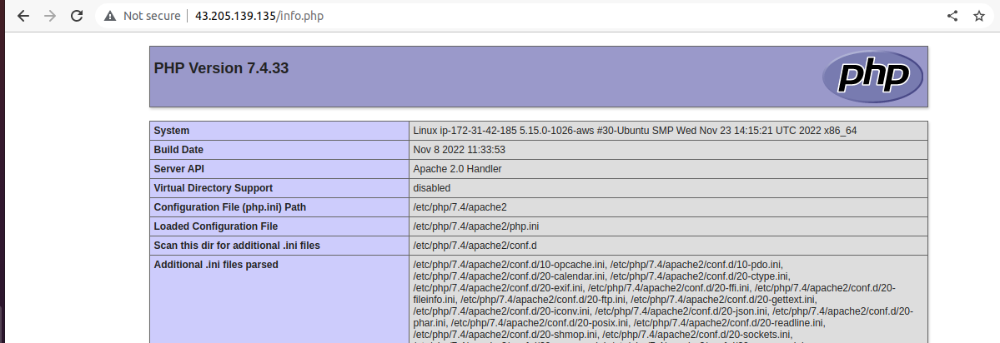 Not secure | 43.205.139.135/info.php
PHP Version 7.4.33
php
System Linux ip-172-31-42-185 5.15.0-1026-aws #30-Ubuntu SMP Wed Nov 23 14:15:21 UTC 2022 x86_64
Build Date Nov 8 2022 11:33:53
Server API Apache 2.0 Handler
Virtual Directory Support disabled
Configuration File (php.ini) Path /etc/php/7.4/apache2
Loaded Configuration File /etc/php/7.4/apache2/php.ini
Scan this dir for additional .ini files /etc/php/7.4/apache2/conf.d
Additional .ini files parsed /etc/php/7.4/apache2/conf.d/10-opcache.ini, /etc/php/7.4/apache2/conf.d/10-pdo.ini,
/etc/php/7.4/apache2/conf.d/20-calendar.ini, /etc/php/7.4/apache2/conf.d/20-ctype.ini,
/etc/php/7.4/apache2/conf.d/20-exif.ini, /etc/php/7.4/apache2/conf.d/20-ffi.ini, /etc/php/7.4/apache2/conf.d/20-
fileinfo.ini, /etc/php/7.4/apache2/conf.d/20-ftp.ini, /etc/php/7.4/apache2/conf.d/20-gettext.ini,
/etc/php/7.4/apache2/conf.d/20-iconv.ini, /etc/php/7.4/apache2/conf.d/20-json.ini, /etc/php/7.4/apache2/conf.d/20-
phar.ini, /etc/php/7.4/apache2/conf.d/20-posix.ini, /etc/php/7.4/apache2/conf.d/20-readline.ini,
/etc/php/7.4/apache2/conf.d/20-shmop.ini, /etc/php/7.4/apache2/conf.d/20-sockets.ini,